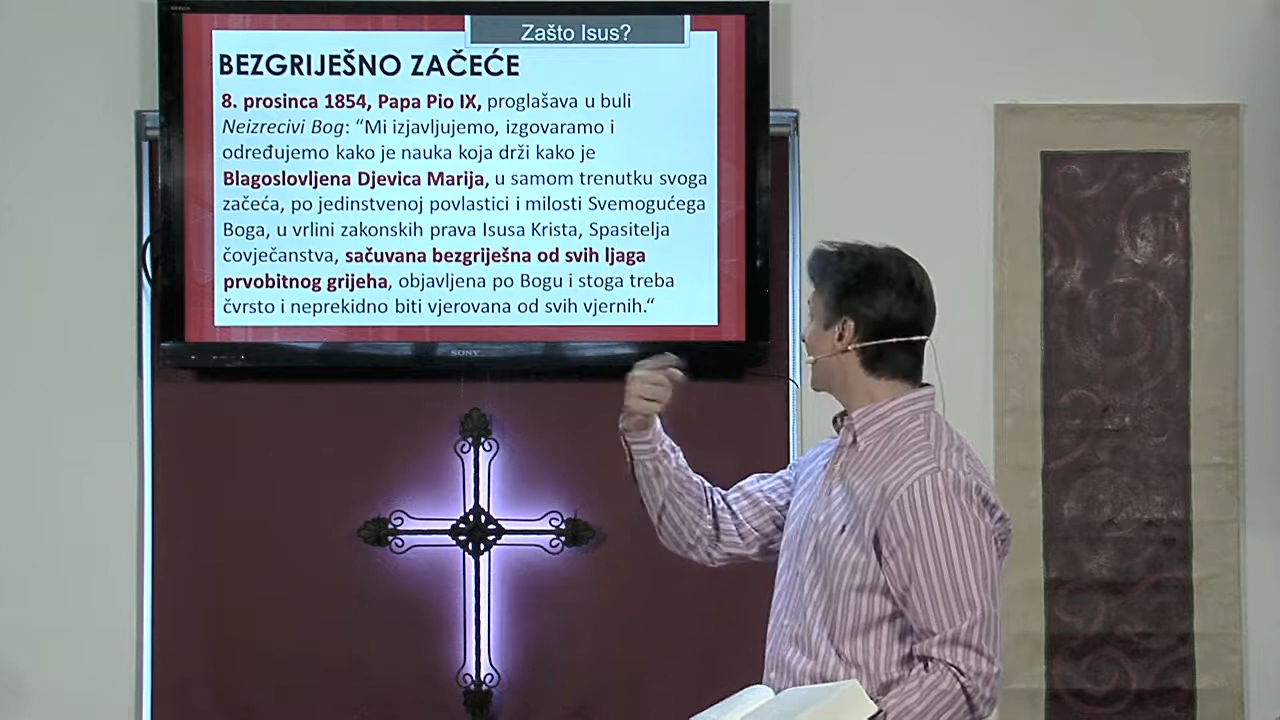 Zašto Isus?
BEZGRIJEŠNO ZAČEĆE
8. prosinca 1854, Papa Pio IX, proglašava u buli
Neizrecivi Bog: “Mi izjavljujemo, izgovaramo i
određujemo kako je nauka koja drži kako je
Blagoslovljena Djevica Marija, u samom trenutku svoga
začeća, po jedinstvenoj povlastici i milosti Svemogućega
Boga, u vrlini zakonskih prava Isusa Krista, Spasitelja
čovječanstva, sačuvana bezgriješna od svih ljaga
prvobitnog grijeha, objavljena po Bogu i stoga treba
čvrsto i neprekidno biti vjerovana od svih vjernih.“
SONY